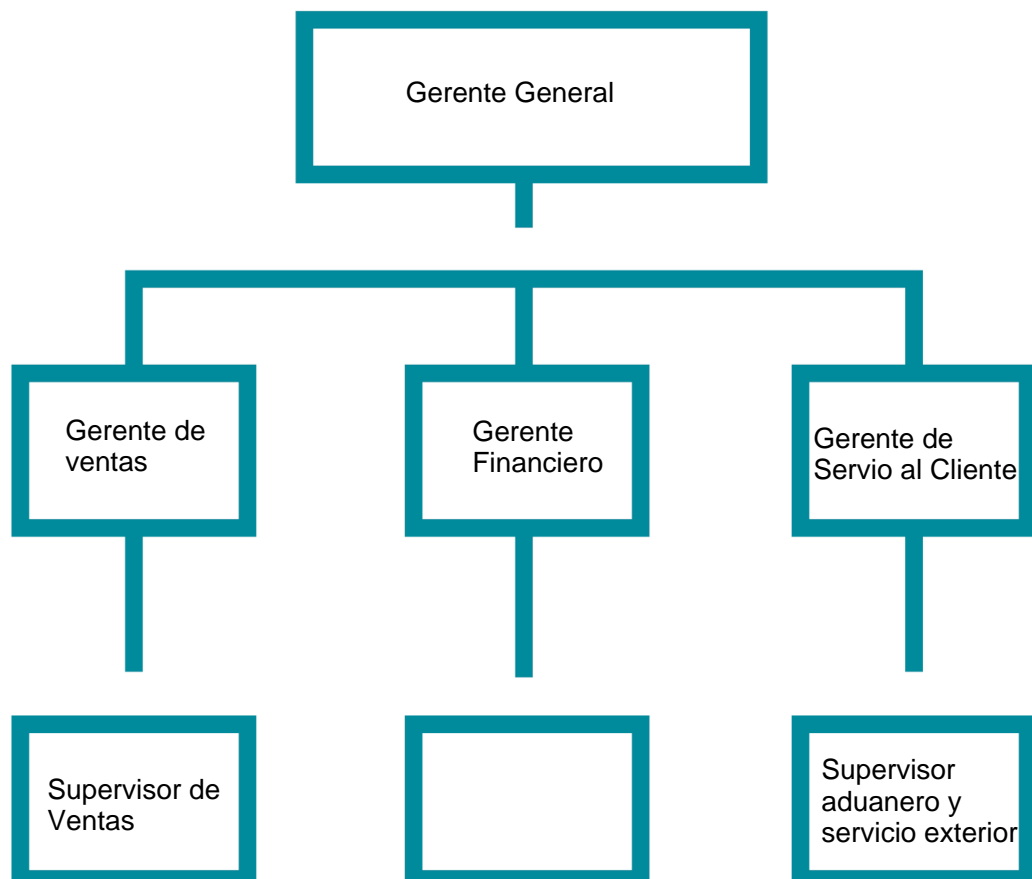 Gerente General
Gerente de
ventas
Gerente
Financiero
Gerente de
Servio al Cliente
Supervisor de
Ventas
Supervisor
aduanero y
servicio exterior